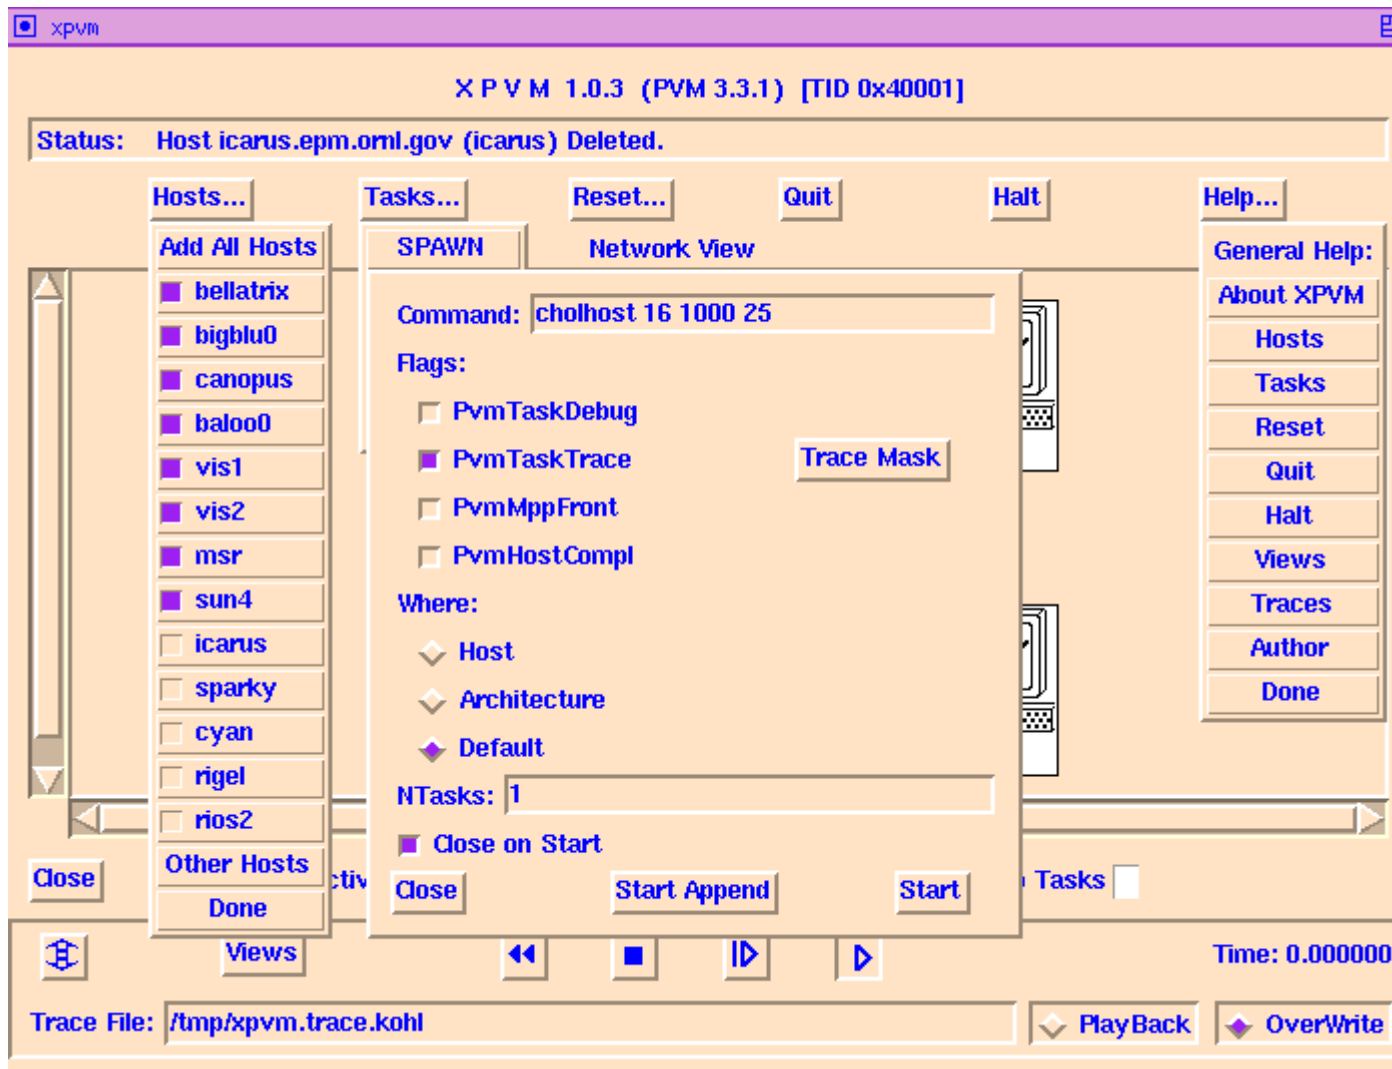 xpvm
X P V M 1.0.3 (PVM 3.3.1) [TID 0x40001]
Status: Host icarus.epm.ornl.gov (icarus) Deleted.
Hosts... Tasks... Reset... Quit Halt Help...
Add All Hosts
bellatrix
bigblu0
canopus
baloo0
vis1
vis2
msr
sun4
icarus
sparky
cyan
rigel
rios2
Other Hosts
Done
SPAWN
Network View
Command: cholhost 16 1000 25
Flags:
PvmTaskDebug
PvmTaskTrace Trace Mask
PvmMppFront
PvmHostCompl
Where:
Host
Architecture
Default
NTasks: 1
Close on Start
Close Start Append Start
General Help:
About XPVM
Hosts
Tasks
Reset
Quit
Halt
Views
Traces
Author
Done
Close Tasks
Views Time: 0.000000
Trace File: /tmp/xpvm.trace.kohl PlayBack OverWrite